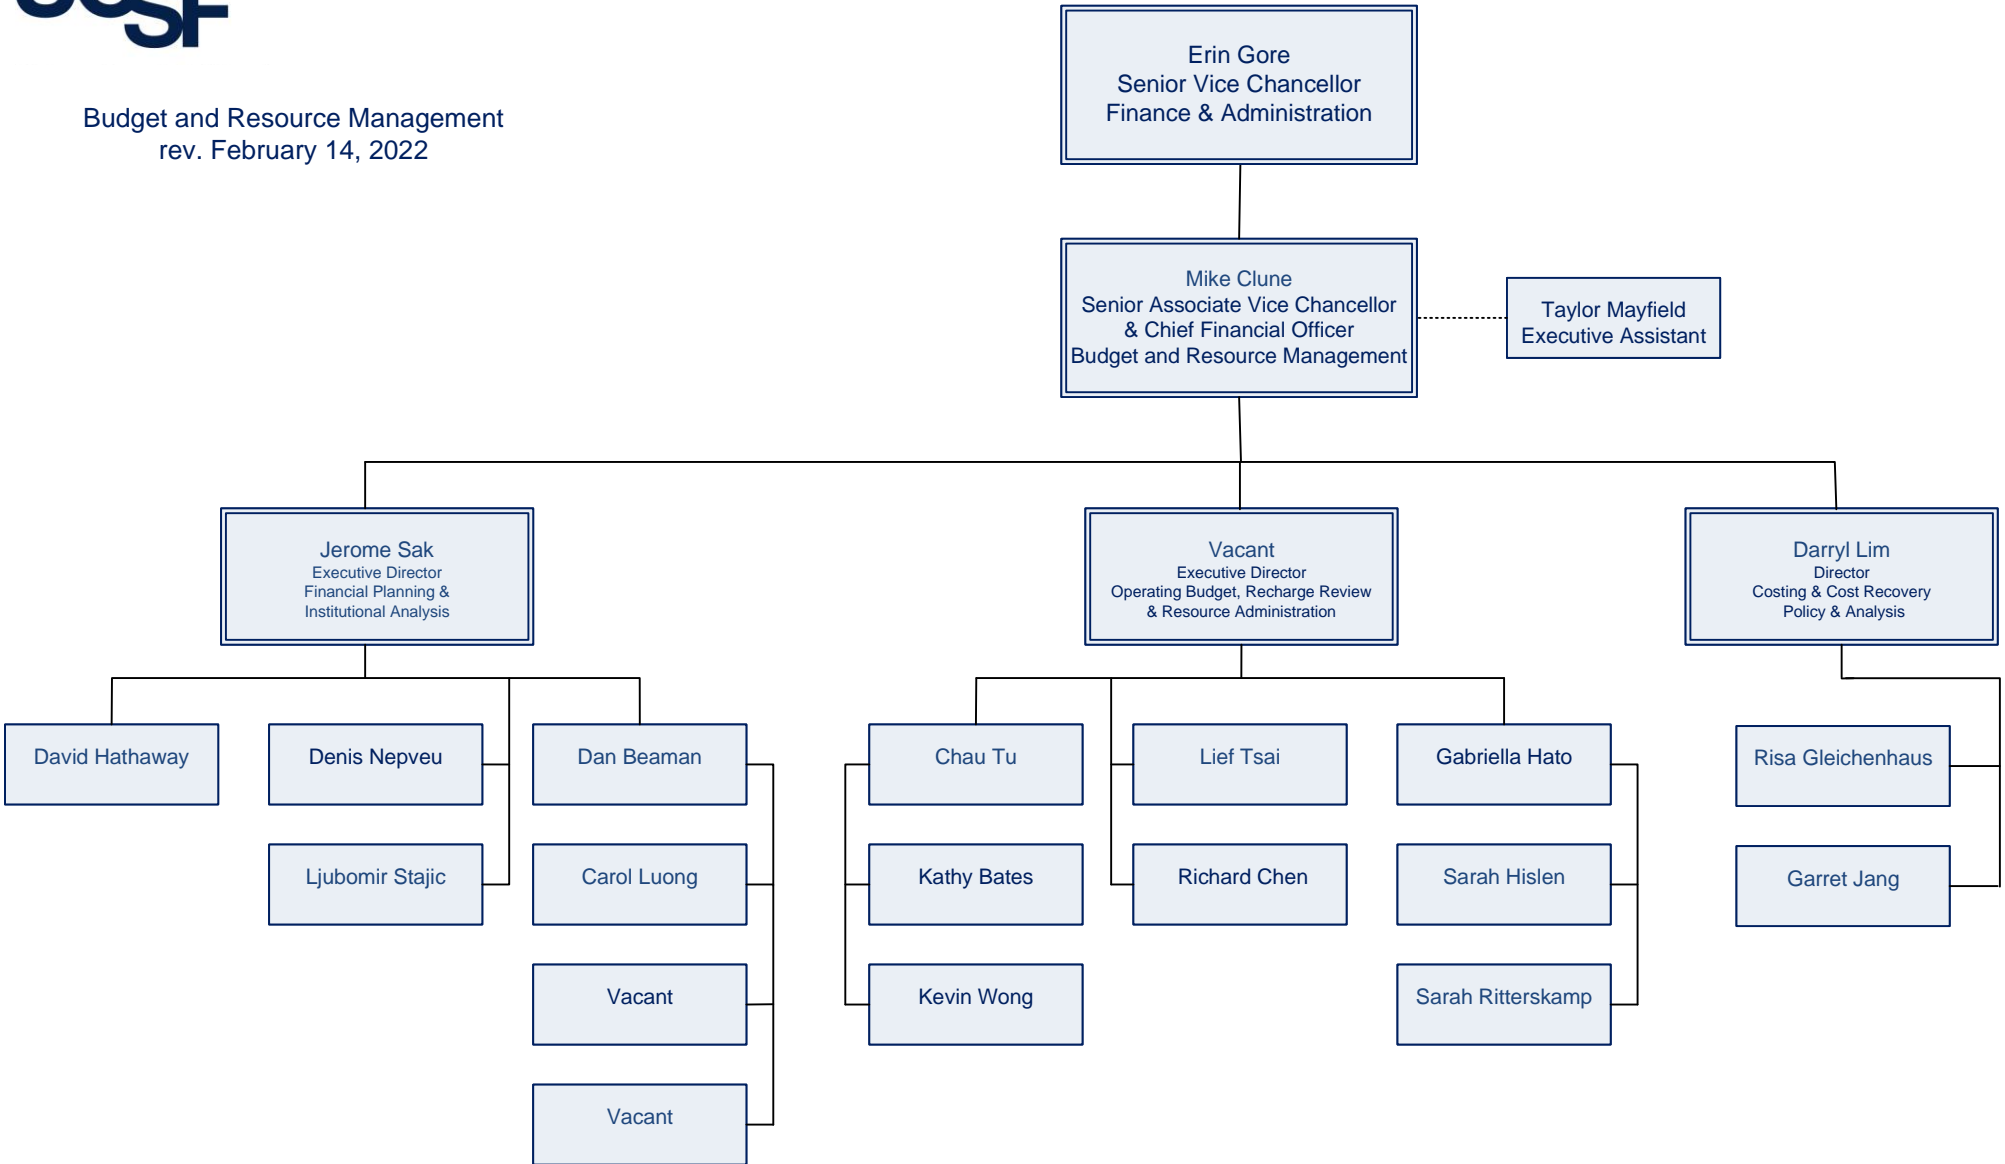 Budget and Resource Management
rev. February 14, 2022
Erin Gore
Senior Vice Chancellor
Finance & Administration
Mike Clune
Senior Associate Vice Chancellor
& Chief Financial Officer
Budget and Resource Management
Taylor Mayfield
Executive Assistant
Jerome Sak
Executive Director
Financial Planning &
Institutional Analysis
Vacant
Executive Director
Operating Budget, Recharge Review
& Resource Administration
Darryl Lim
Director
Costing & Cost Recovery
Policy & Analysis
David Hathaway
Denis Nepveu
Dan Beaman
Chau Tu
Lief Tsai
Gabriella Hato
Risa Gleichenhaus
Ljubomir Stajic
Carol Luong
Kathy Bates
Richard Chen
Sarah Hislen
Garret Jang
Vacant
Kevin Wong
Sarah Ritterskamp
Vacant